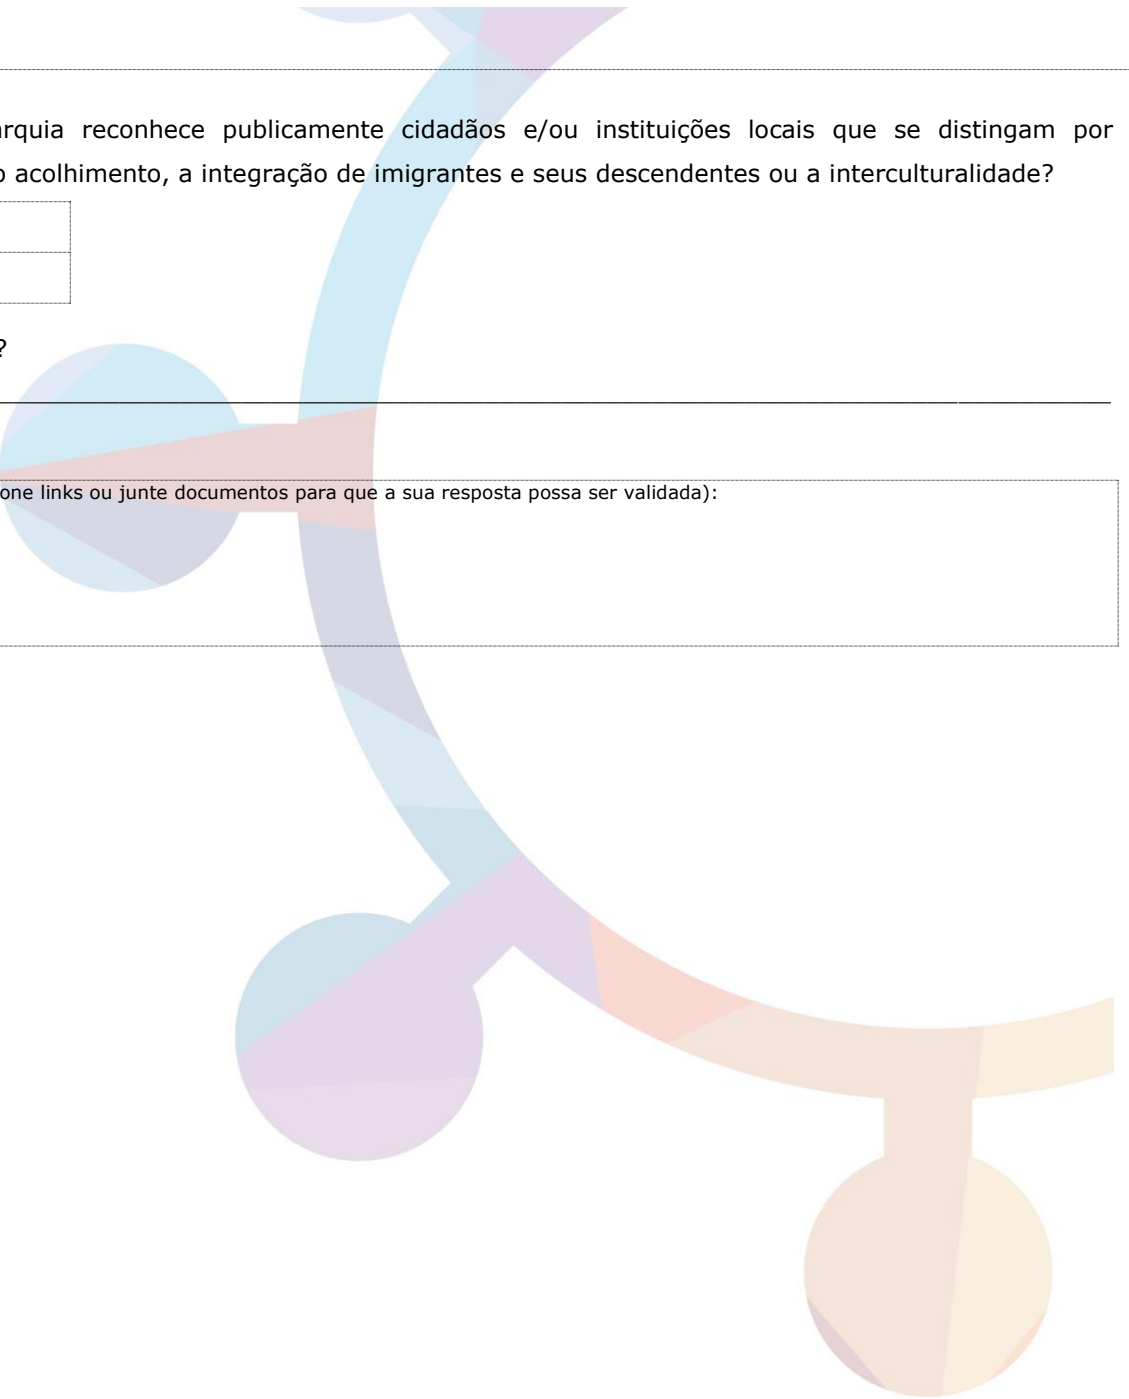 arquia reconhece publicamente cidadãos e/ou instituições locais que se distingam por
o acolhimento, a integração de imigrantes e seus descendentes ou a interculturalidade?
?
one links ou junte documentos para que a sua resposta possa ser validada):